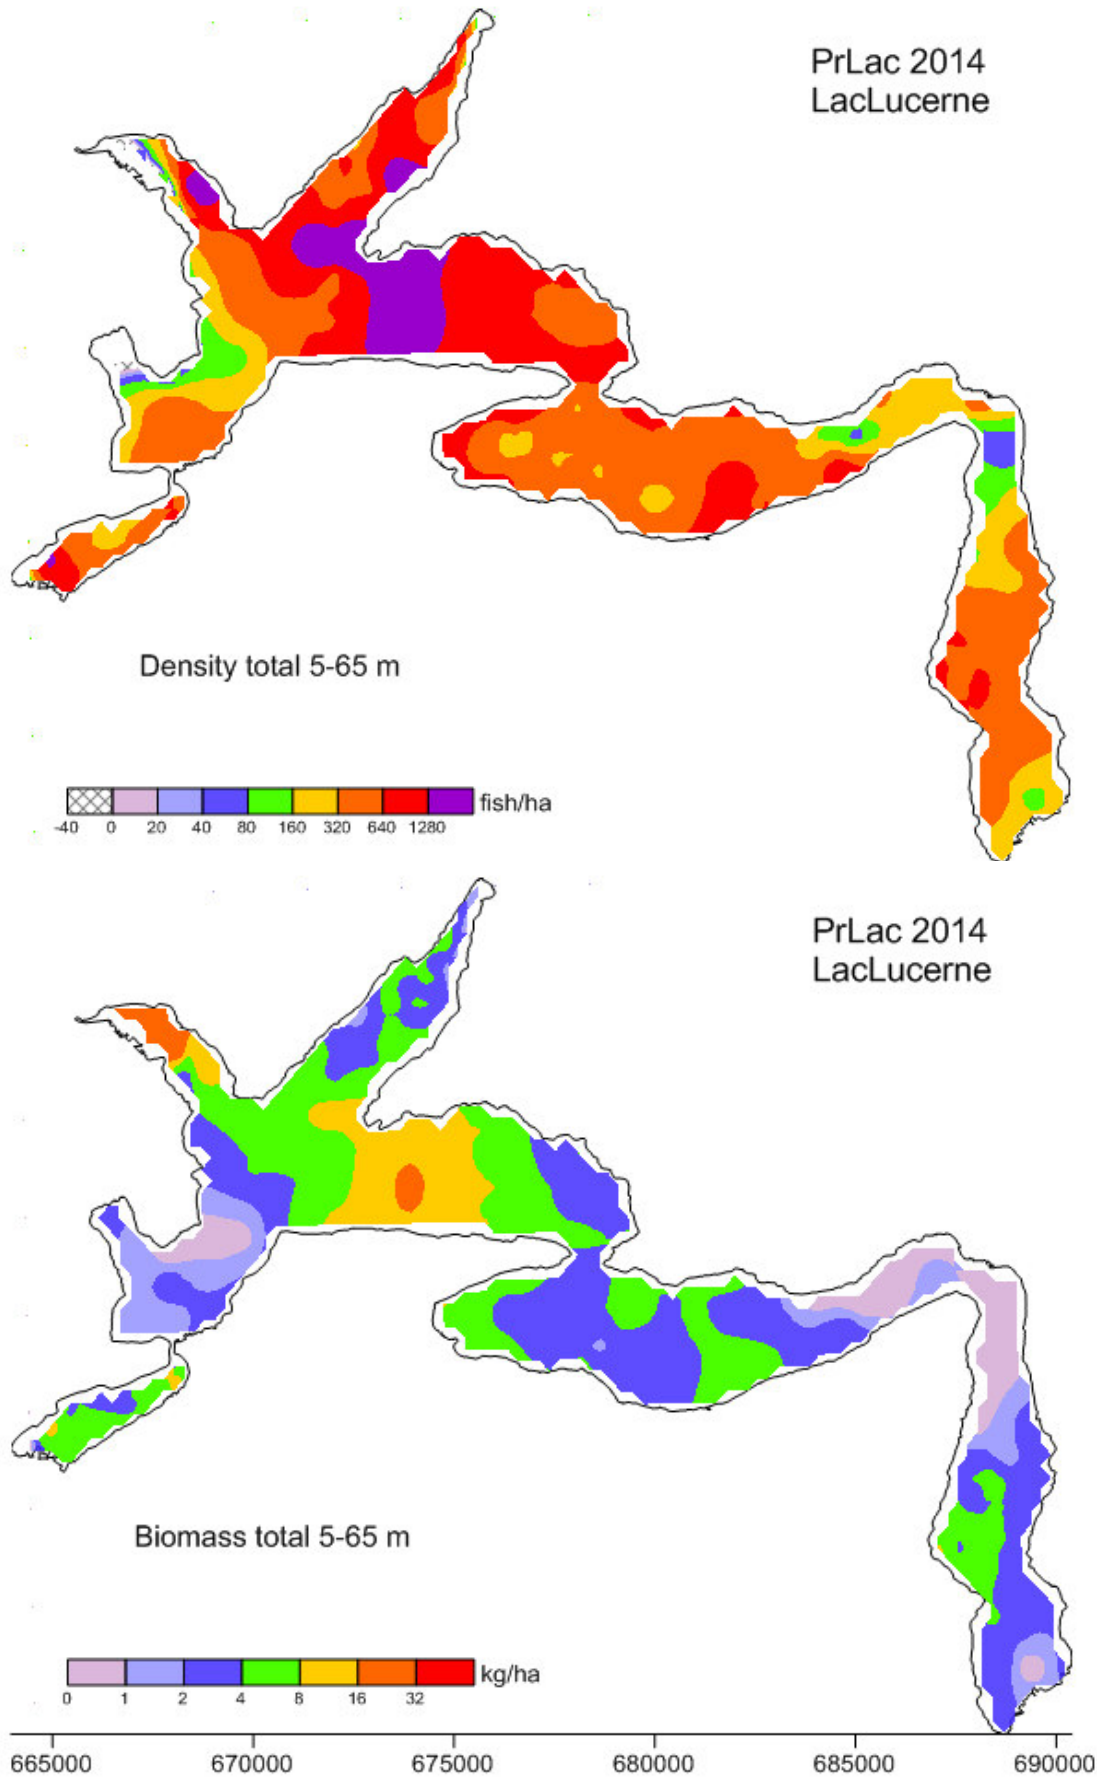 PrLac 2014
LacLucerne
Density total 5-65 m
fish/ha
-40 0 20 40 80 160 320 640 1280
PrLac 2014
LacLucerne
Biomass total 5-65 m
kg/ha
0 1 2 4 8 16 32
665000 670000 675000 680000 685000 690000